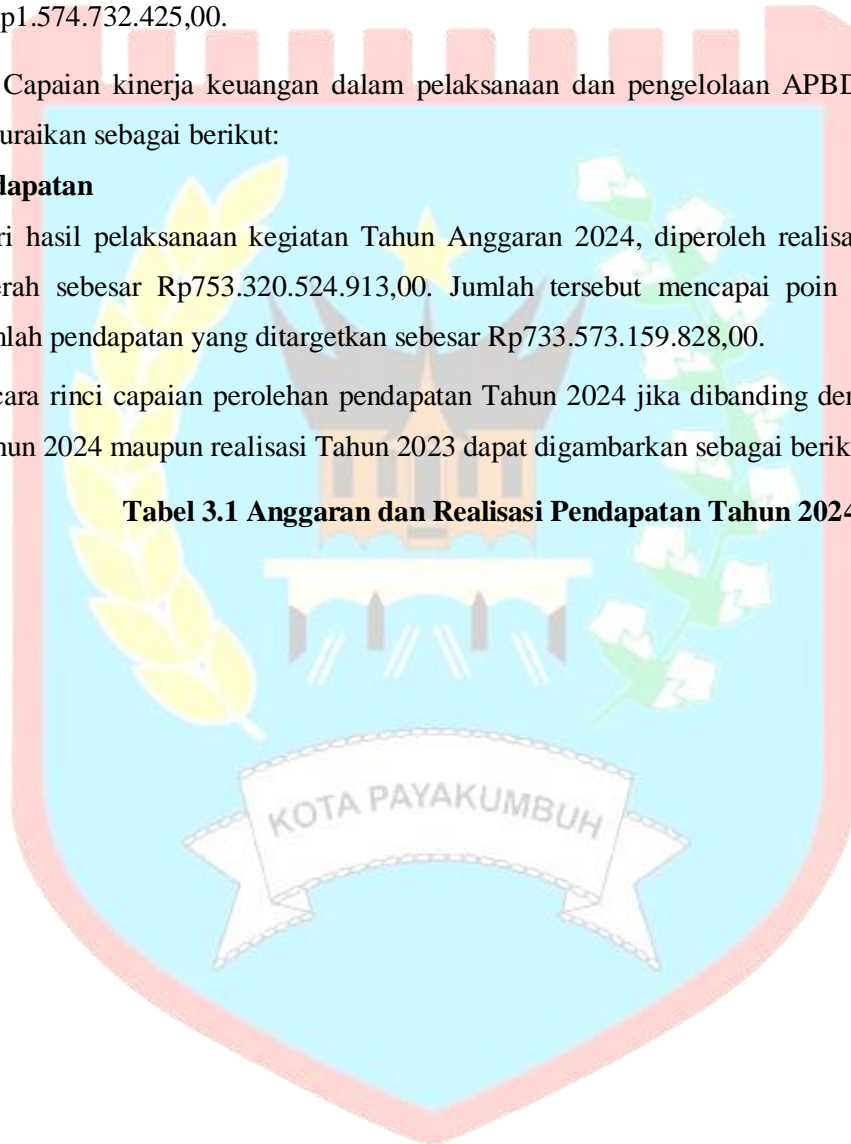 p1.574.732.425,00.
Capaian kinerja keuangan dalam pelaksanaan dan pengelolaan APBD
uraikan sebagai berikut:
dapatan
ri hasil pelaksanaan kegiatan Tahun Anggaran 2024, diperoleh realisa
erah sebesar Rp753.320.524.913,00. Jumlah tersebut mencapai poin
nlah pendapatan yang ditargetkan sebesar Rp733.573.159.828,00.
cara rinci capaian perolehan pendapatan Tahun 2024 jika dibanding den
hun 2024 maupun realisasi Tahun 2023 dapat digambarkan sebagai berik
Tabel 3.1 Anggaran dan Realisasi Pendapatan Tahun 2024
KOTA PAYAKUMBUH